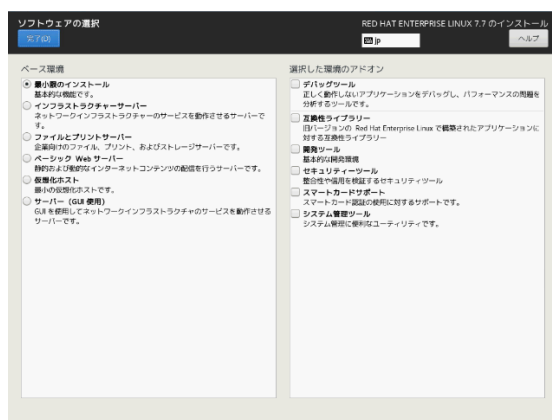 ソフトウェアの選択
RED HAT ENTERPRISE LINUX 7.7 のインストール
完了(D)
jp
ヘルプ
ベース環境
最小限のインストール
基本的な機能です。
インフラストラクチャーサーバー
ネットワークインフラストラクチャーのサービスを動作させるサーバーで
す。
ファイルとプリントサーバー
企業向けのファイル、プリント、およびストレージサーバーです。
ベーシック Web サーバー
静的および動的なインターネットコンテンツの配信を行うサーバーです。
仮想化ホスト
最小の仮想化ホストです。
サーバー (GUI 使用)
GUI を使用してネットワークインフラストラクチャのサービスを動作させる
サーバーです。
選択した環境のアドオン
デバッグツール
正しく動作しないアプリケーションをデバッグし、パフォーマンスの問題を
分析するツールです。
互換性ライブラリー
旧バージョンの Red Hat Enterprise Linux で構築されたアプリケーションに
対する互換性ライブラリー
開発ツール
基本的な開発環境
セキュリティーツール
整合性や信用を検証するセキュリティツール
スマートカードサポート
スマートカード認証の使用に対するサポートです。
システム管理ツール
システム管理に便利なユーティリティです。